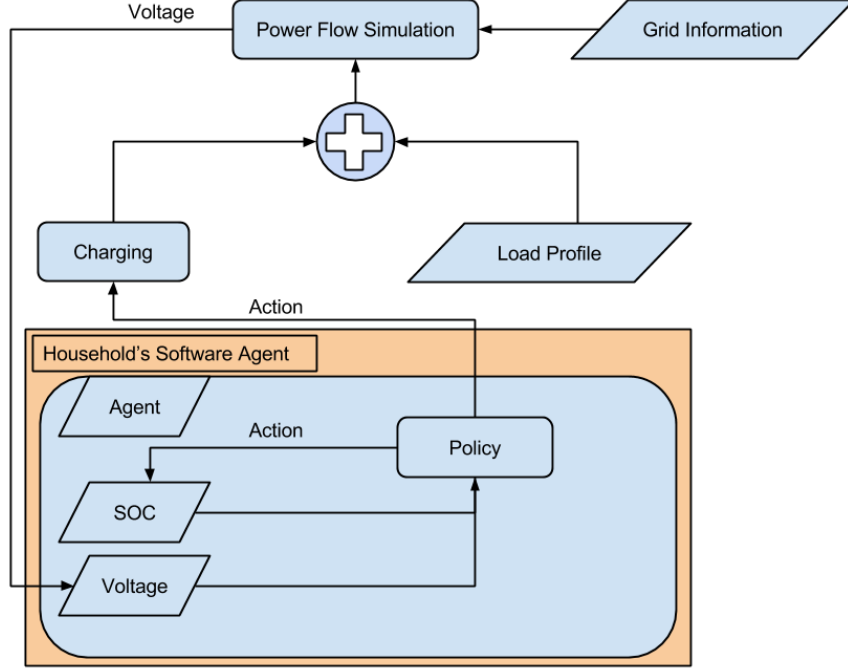 Voltage
Power Flow Simulation
Grid Information
Charging
Load Profile
Action
Household's Software Agent
Agent
Action
Policy
SOC
Voltage